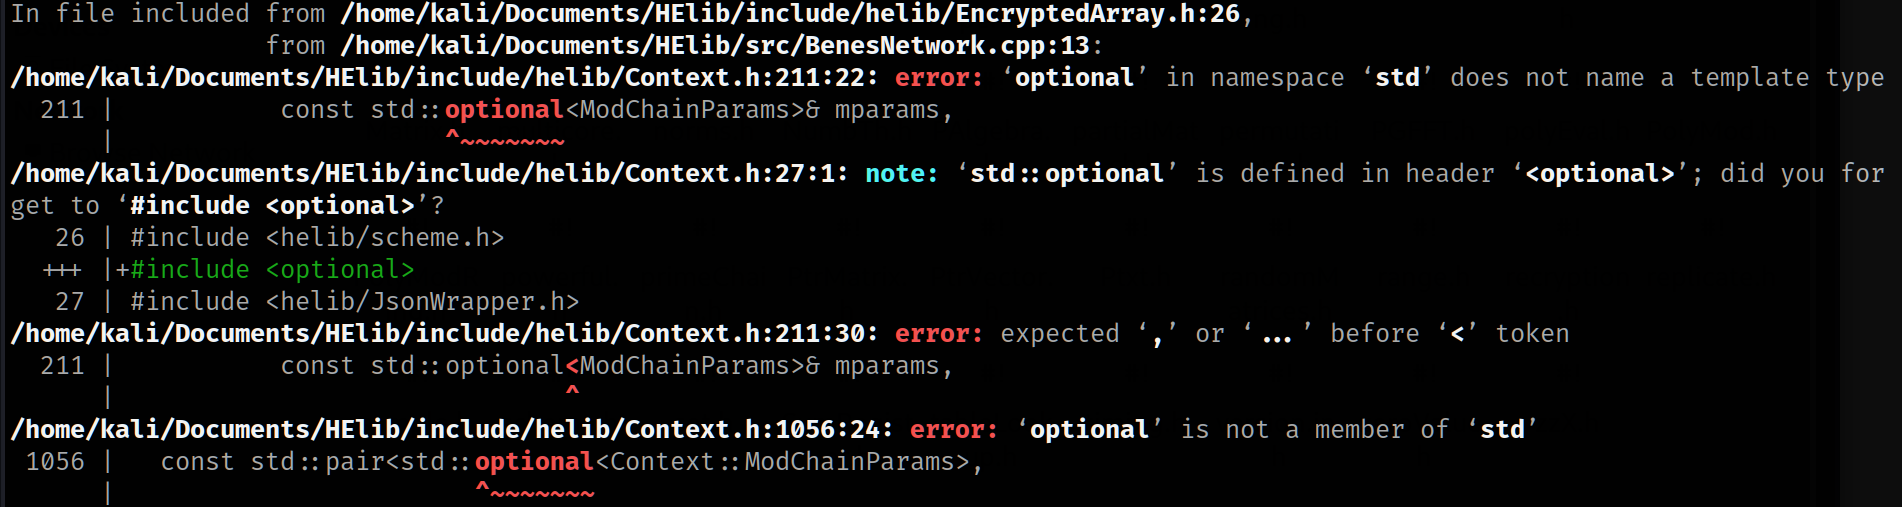 In file included from /home/kali/Documents/HElib/include/helib/EncryptedArray.h:26,
                 from /home/kali/Documents/HElib/src/BenesNetwork.cpp:13:
/home/kali/Documents/HElib/include/helib/Context.h:211:22: error: ‘optional’ in namespace ‘std’ does not name a template type
  211 |           const std::optional<ModChainParams>& mparams,
      |                      ^~~~~~~~
/home/kali/Documents/HElib/include/helib/Context.h:27:1: note: ‘std::optional’ is defined in header ‘<optional>’; did you for
get to ‘#include <optional>’?
   26 | #include <helib/scheme.h>
  +++ |+#include <optional>
   27 | #include <helib/JsonWrapper.h>
/home/kali/Documents/HElib/include/helib/Context.h:211:30: error: expected ‘,’ or ‘...’ before ‘<’ token
  211 |           const std::optional<ModChainParams>& mparams,
      |                              ^
/home/kali/Documents/HElib/include/helib/Context.h:1056:24: error: ‘optional’ is not a member of ‘std’
 1056 |   const std::pair<std::optional<Context::ModChainParams>,
      |                        ^~~~~~~~